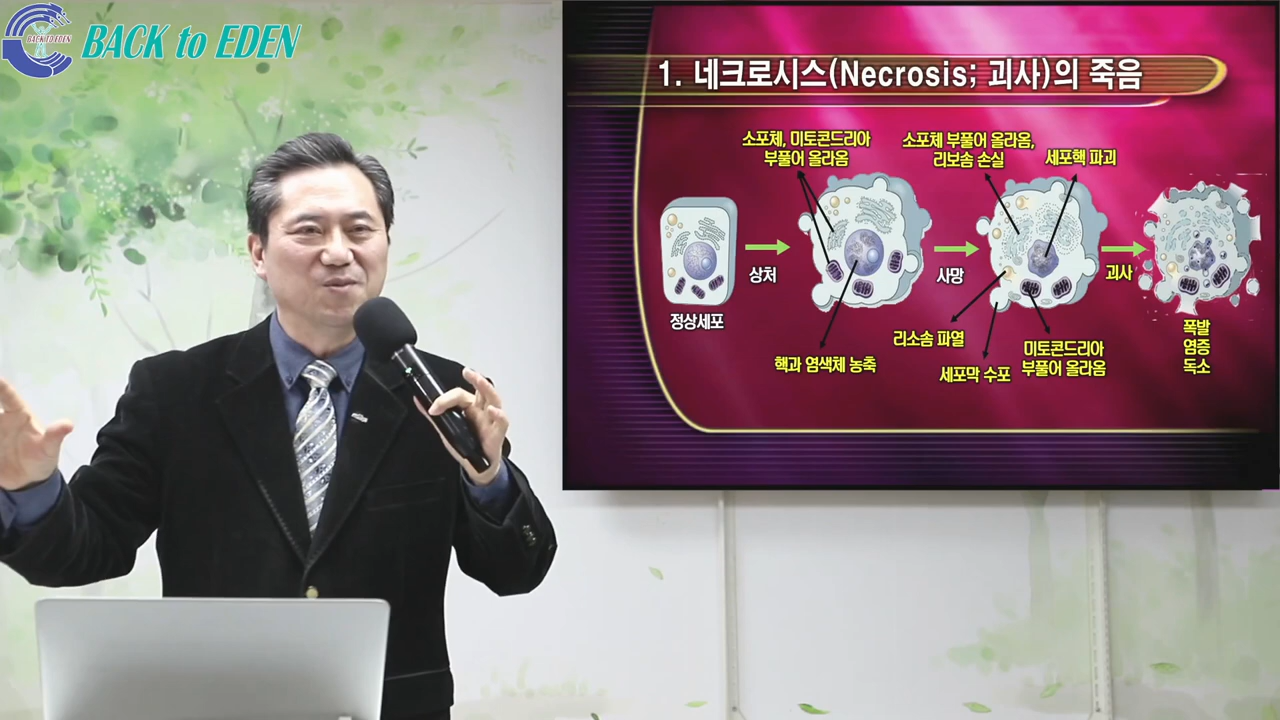 BACK TO EDEN
BACK to EDEN
1. 네크로시스(Necrosis; 괴사)의 죽음
소포체, 미토콘드리아
부풀어 올라옴
소포체 부풀어 올라옴,
리보솜 손실
세포핵 파괴
상처
사망
괴사
정상세포
핵과 염색체 농축
리소솜 파열
세포막 수포
미토콘드리아
부풀어 올라옴
폭발
염증
독소